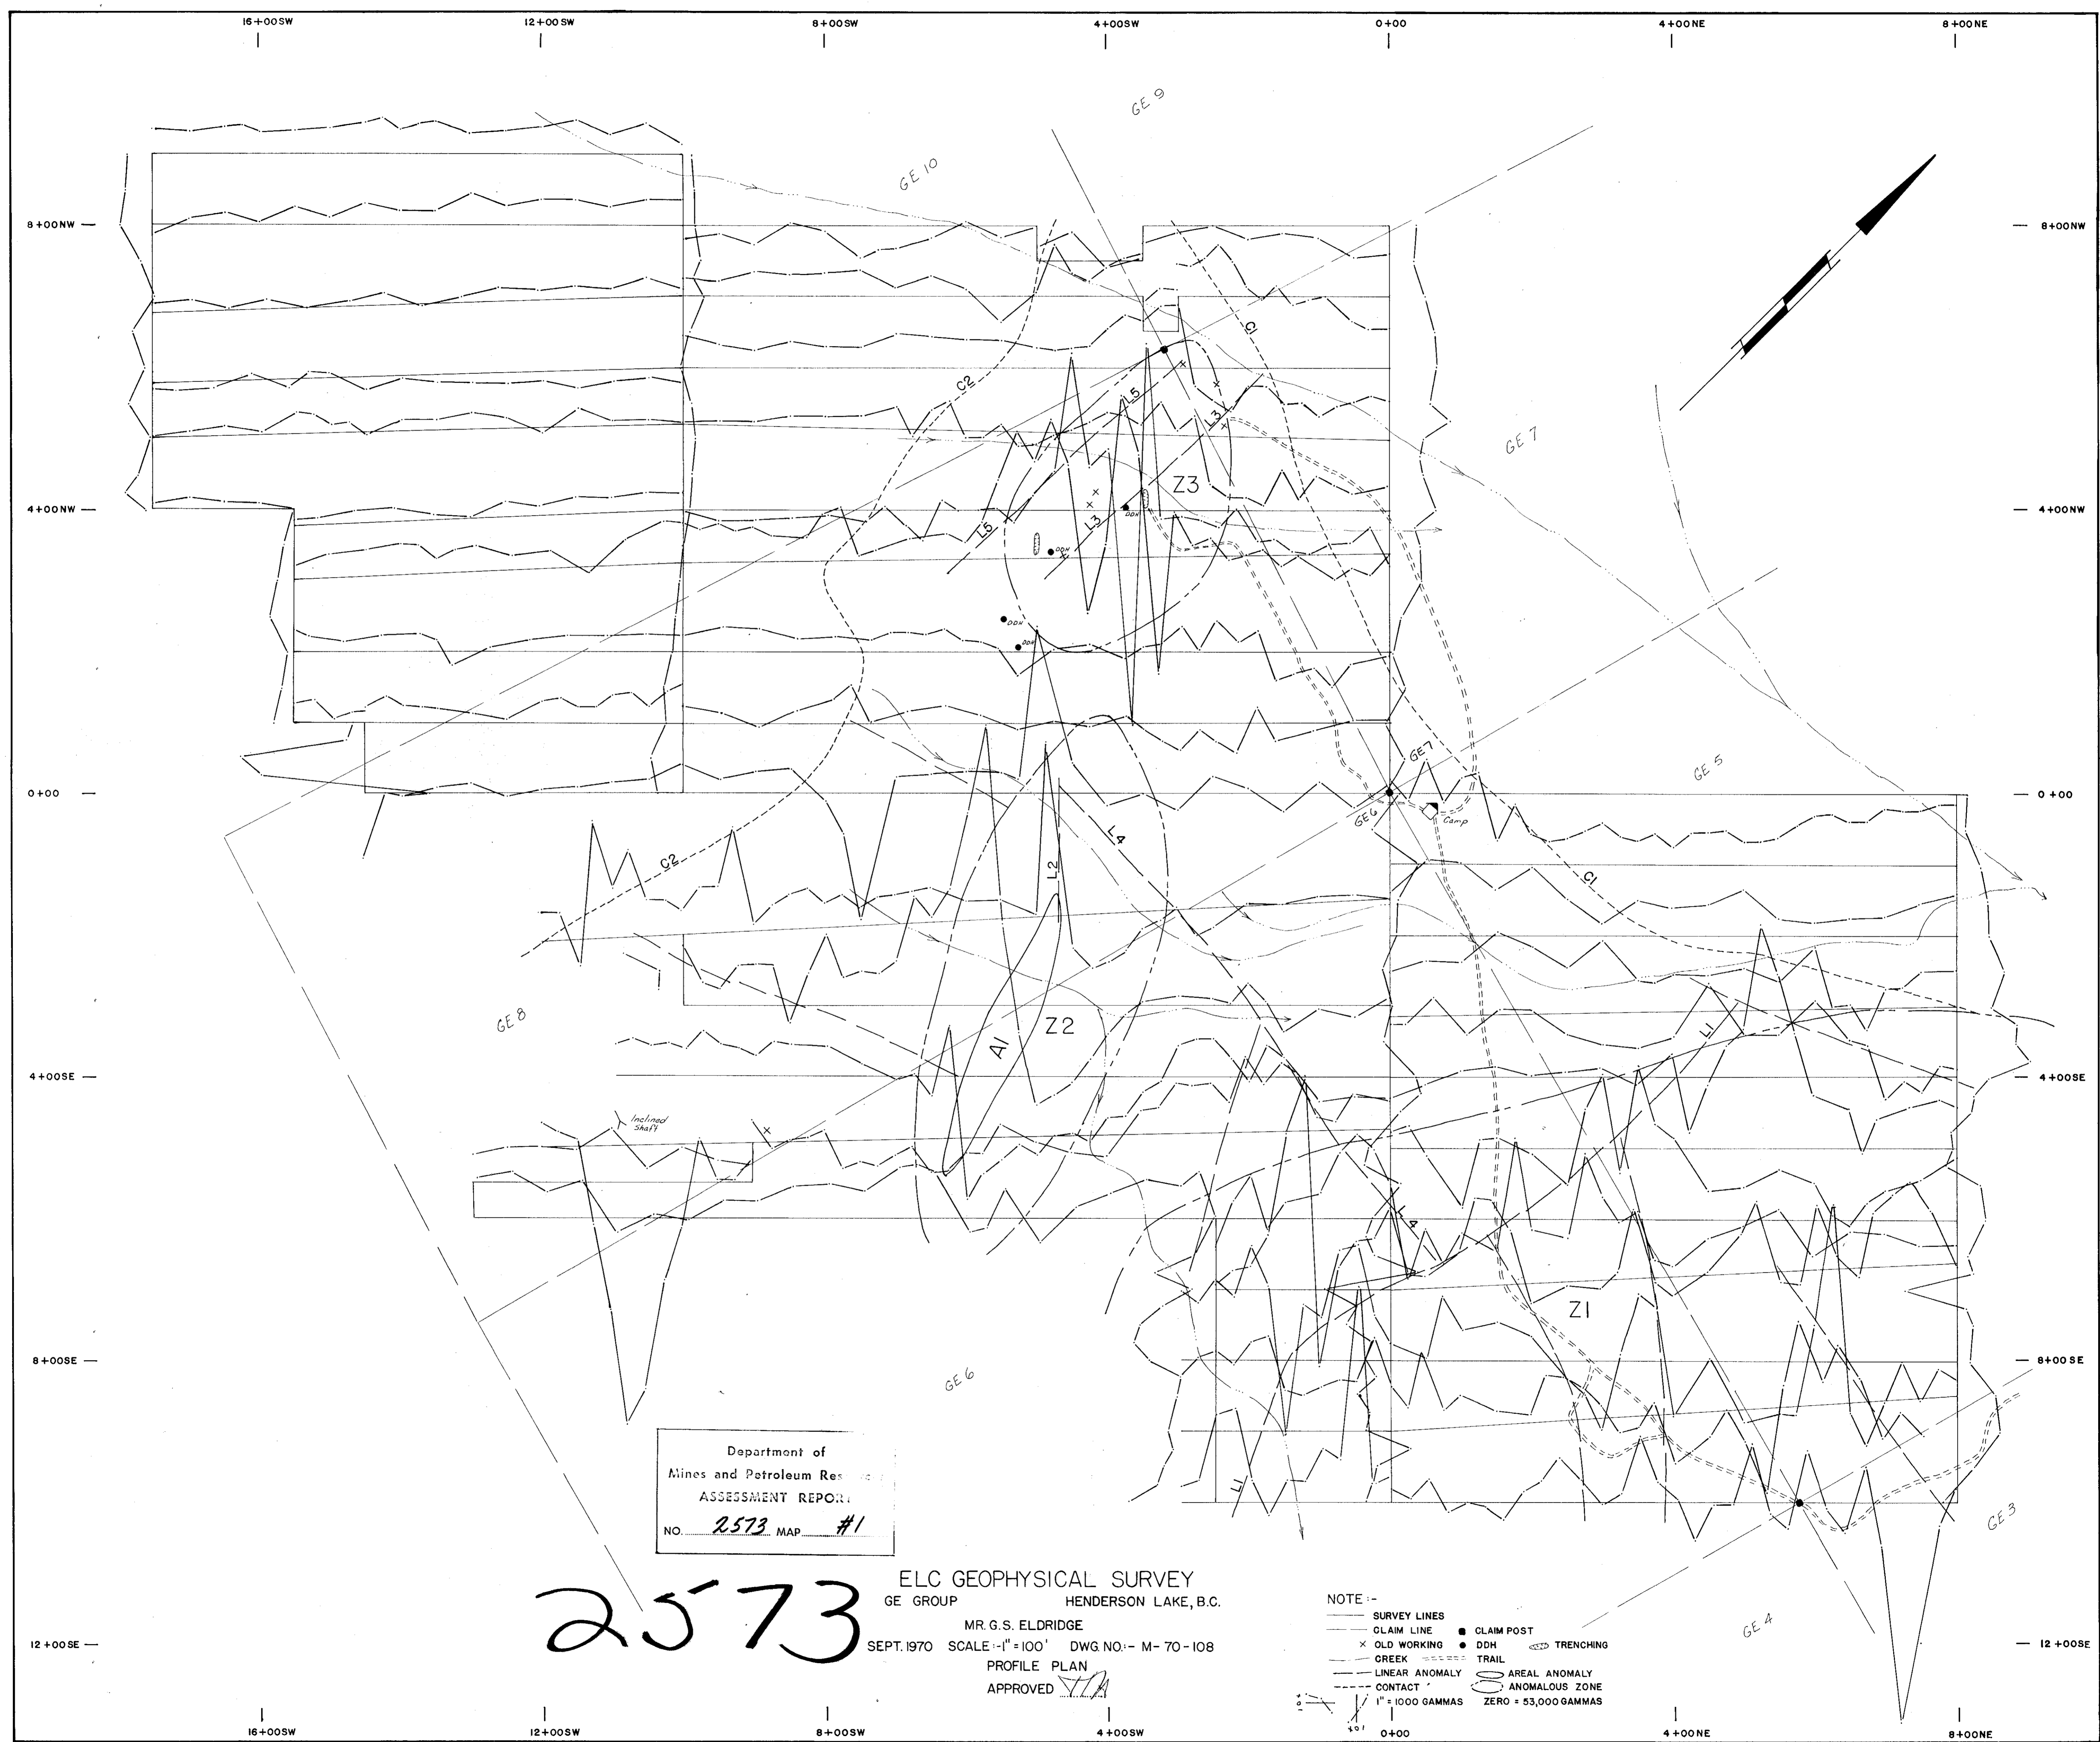 16+00SW 12+00SW 8+00SW 4+00SW 0+00 4+00NE 8+00NE
GE 9
GE 10
8+00NW 8+00NW
C1
C2
L5
L3
GE 7
Z3
4+00NW DDH 4+00NW
L5 L3
DDH
DDH
DDH
GE7
GE 5
0+00 0+00
GE6 Camp
L4
C2 L2 C1
GE 8 Z2
A1 L1
4+00SE 4+00SE
Inclined
Shaft
L4
Z1
8+00SE 8+00SE
GE 6
L1
GE 3
Department of
Mines and Petroleum Res
ASSESSMENT REPORT
NO. 2573 MAP #1
2573
ELC GEOPHYSICAL SURVEY
GE GROUP HENDERSON LAKE, B.C.
MR. G.S. ELDRIDGE
SEPT. 1970 SCALE:-1"=100' DWG. NO.:- M-70-108
PROFILE PLAN
APPROVED
NOTE:-
SURVEY LINES
CLAIM LINE CLAIM POST
OLD WORKING DDH TRENCHING
CREEK TRAIL
LINEAR ANOMALY AREAL ANOMALY
CONTACT ANOMALOUS ZONE
1"=1000 GAMMAS ZERO = 53,000 GAMMAS
+ 0 -
+ 0 -
GE 4
12+00SE 12+00SE
16+00SW 12+00SW 8+00SW 4+00SW 0+00 4+00NE 8+00NE